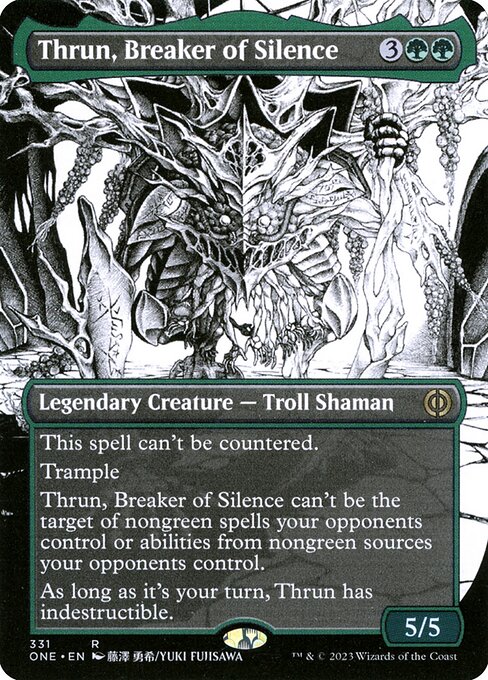 Thrun, Breaker of Silence 3
Legendary Creature — Troll Shaman
This spell can't be countered.
Trample
Thrun, Breaker of Silence can't be the
target of nongreen spells your opponents
control or abilities from nongreen sources
your opponents control.
As long as it's your turn, Thrun has
indestructible.
5/5
331 R
ONE • EN 藤澤 勇希/YUKI FUJISAWA
™ & © 2023 Wizards of the Coast